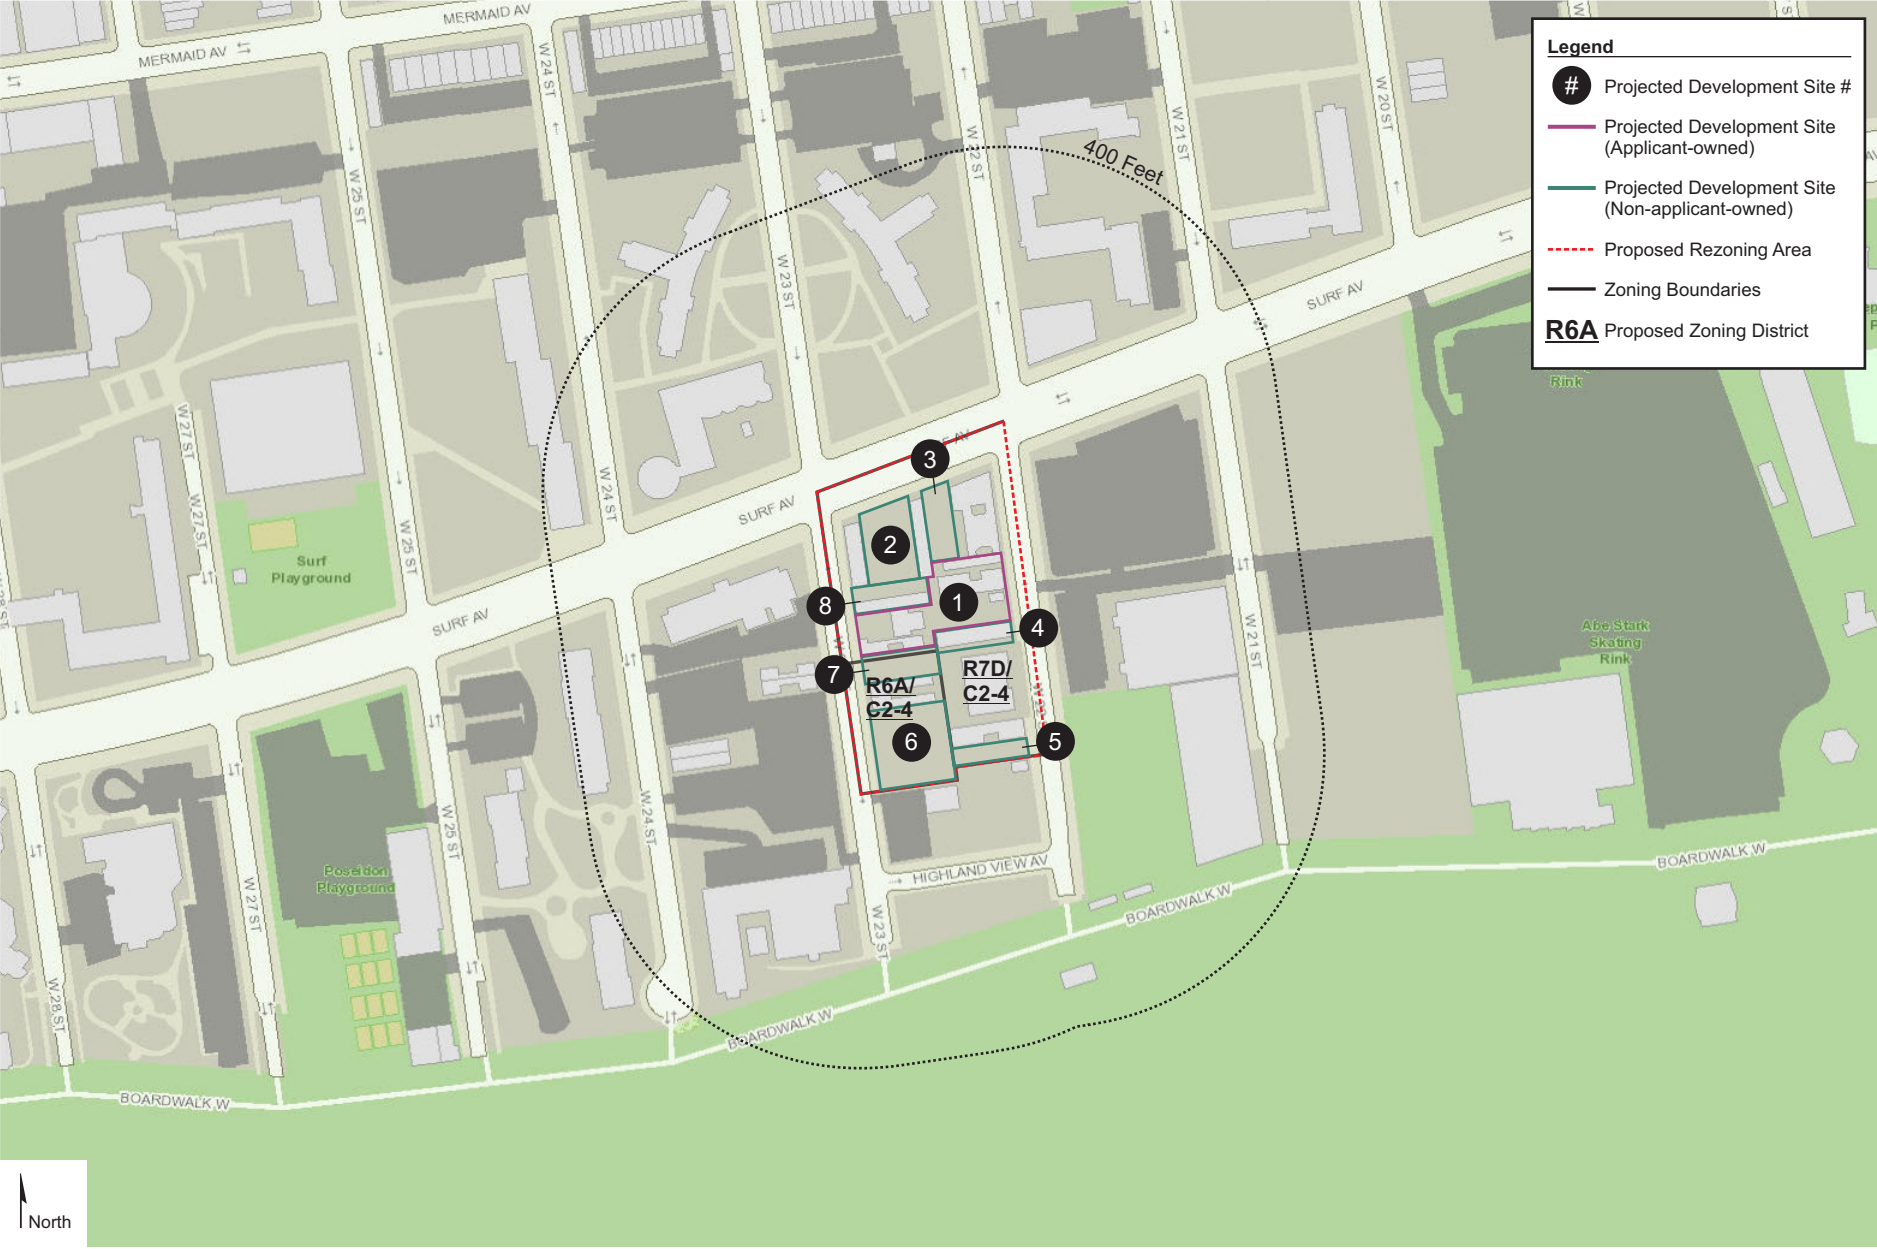 MERMAID AV
MERMAID AV
W 24 ST
W 25 ST
W 22 ST
W 21 ST
W 20 ST
400 Feet
W 23 ST
SURF AV
Legend
# Projected Development Site #
Projected Development Site
(Applicant-owned)
Projected Development Site
(Non-applicant-owned)
Proposed Rezoning Area
Zoning Boundaries
R6A Proposed Zoning District
Rink
W 27 ST
W 27 ST
W 25 ST
W 24 ST
SURF AV
3
2
8
1
4
7
R6A/
C2-4
R7D/
C2-4
6
5
Surf
Playground
SURF AV
W 21 ST
Abe Stark
Skating
Rink
W 25 ST
W 24 ST
Poseidon
Playground
W 27 ST
W 23 ST
HIGHLAND VIEW AV
BOARDWALK W
BOARDWALK W
BOARDWALK W
W 28 ST
BOARDWALK W
North